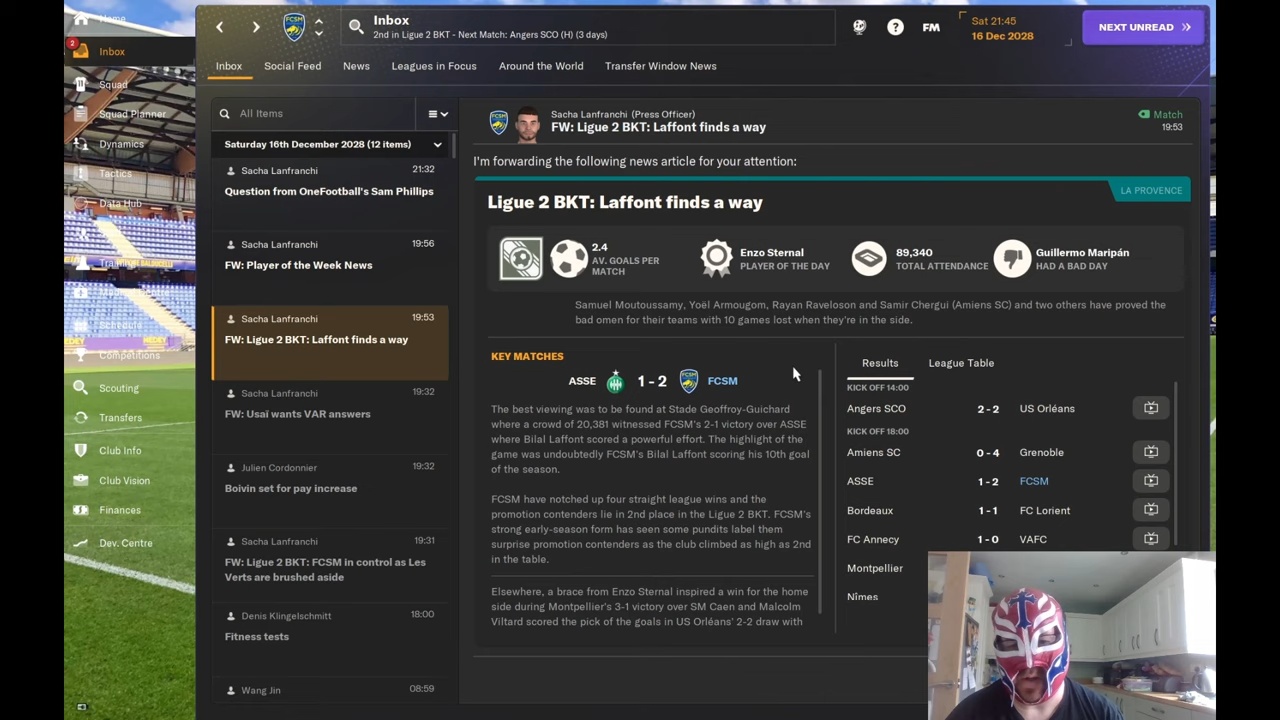 Home
2
Inbox
Squad
Squad Planner
Dynamics
Tactics
Data Hub
Schedule
Competitions
Scouting
Transfers
Club Info
Club Vision
Finances
Dev. Centre
FCSM
Inbox
2nd in Ligue 2 BKT - Next Match: Angers SCO (H) (3 days)
?
FM
Sat 21:45
16 Dec 2028
NEXT UNREAD
Inbox
Social Feed
News
Leagues in Focus
Around the World
Transfer Window News
All Items
Saturday 16th December 2028 (12 items)
Sacha Lanfranchi 21:32
Question from OneFootball's Sam Phillips
Sacha Lanfranchi 19:56
FW: Player of the Week News
Sacha Lanfranchi 19:53
FW: Ligue 2 BKT: Laffont finds a way
Sacha Lanfranchi 19:32
FW: Usaï wants VAR answers
Julien Cordonnier 19:32
Boivin set for pay increase
Sacha Lanfranchi 19:31
FW: Ligue 2 BKT: FCSM in control as Les
Verts are brushed aside
Denis Klingelschmitt 18:00
Fitness tests
Wang Jin 08:59
Sacha Lanfranchi (Press Officer)
FW: Ligue 2 BKT: Laffont finds a way
Match
19:53
I'm forwarding the following news article for your attention:
LA PROVENCE
Ligue 2 BKT: Laffont finds a way
2.4
AV. GOALS PER
MATCH
Enzo Sternal
PLAYER OF THE DAY
89,340
TOTAL ATTENDANCE
Guillermo Maripán
HAD A BAD DAY
Samuel Moutoussamy, Yoël Armougom, Rayan Raveloson and Samir Chergui (Amiens SC) and two others have proved the
bad omen for their teams with 10 games lost when they're in the side.
KEY MATCHES
ASSE 1 - 2 FCSM
The best viewing was to be found at Stade Geoffroy-Guichard
where a crowd of 20,381 witnessed FCSM's 2-1 victory over ASSE
where Bilal Laffont scored a powerful effort. The highlight of the
game was undoubtedly FCSM's Bilal Laffont scoring his 10th goal
of the season.
FCSM have notched up four straight league wins and the
promotion contenders lie in 2nd place in the Ligue 2 BKT. FCSM's
strong early-season form has seen some pundits label them
surprise promotion contenders as the club climbed as high as 2nd
in the table.
Elsewhere, a brace from Enzo Sternal inspired a win for the home
side during Montpellier's 3-1 victory over SM Caen and Malcolm
Viltard scored the pick of the goals in US Orléans' 2-2 draw with
Results
League Table
KICK OFF 14:00
Angers SCO 2 - 2 US Orléans
KICK OFF 18:00
Amiens SC 0 - 4 Grenoble
ASSE 1 - 2 FCSM
Bordeaux 1 - 1 FC Lorient
FC Annecy 1 - 0 VAFC
Montpellier
Nîmes